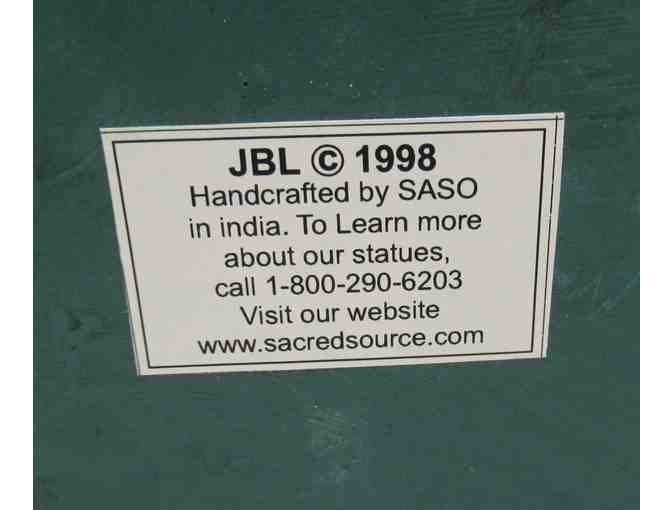 JBL © 1998
Handcrafted by SASO
in india. To Learn more
about our statues,
call 1-800-290-6203
Visit our website
www.sacredsource.com